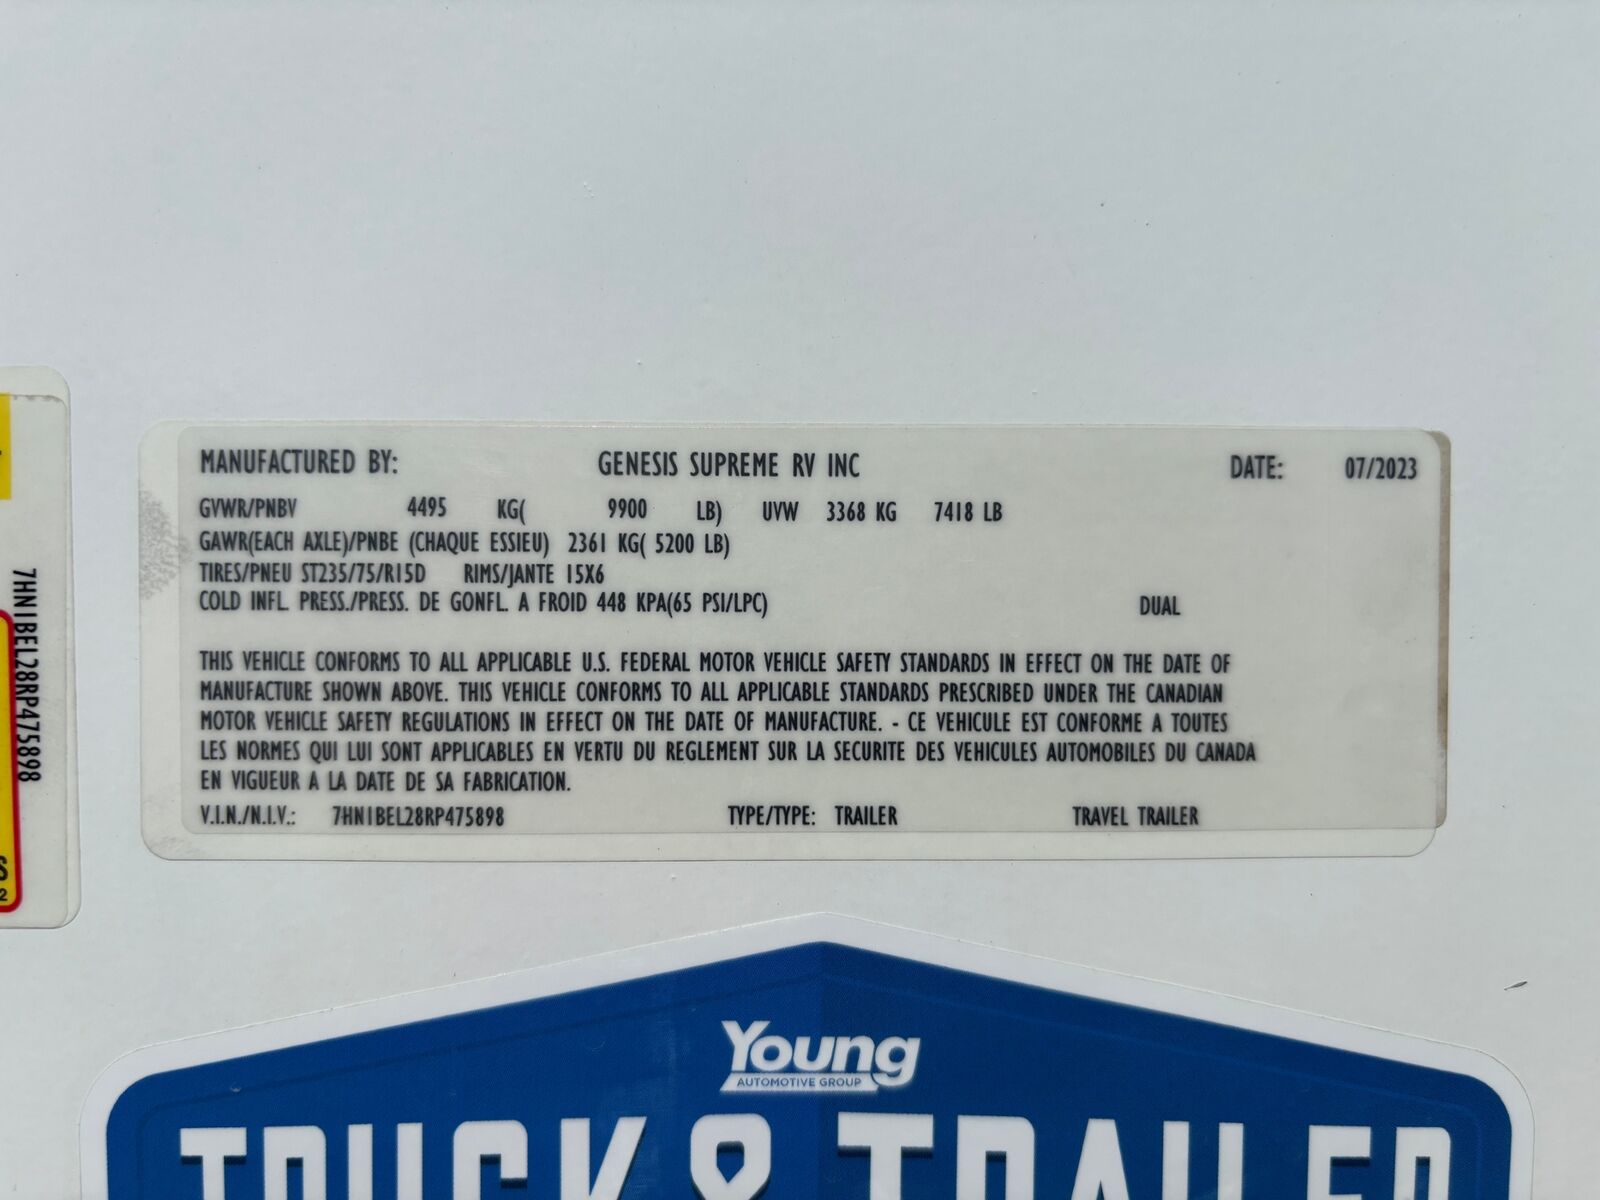 MANUFACTURED BY: GENESIS SUPREME RV INC DATE: 07/2023
GVWR/PNBV 4495 KG( 9900 LB) UVW 3368 KG 7418 LB
GAWR(EACH AXLE)/PNBE (CHAQUE ESSIEU) 2361 KG( 5200 LB)
TIRES/PNEU ST235/75/R15D RIMS/JANTE 15X6
COLD INFL. PRESS./PRESS. DE GONFL. A FROID 448 KPA(65 PSI/LPC) DUAL
THIS VEHICLE CONFORMS TO ALL APPLICABLE U.S. FEDERAL MOTOR VEHICLE SAFETY STANDARDS IN EFFECT ON THE DATE OF
MANUFACTURE SHOWN ABOVE. THIS VEHICLE CONFORMS TO ALL APPLICABLE STANDARDS PRESCRIBED UNDER THE CANADIAN
MOTOR VEHICLE SAFETY REGULATIONS IN EFFECT ON THE DATE OF MANUFACTURE. - CE VEHICULE EST CONFORME A TOUTES
LES NORMES QUI LUI SONT APPLICABLES EN VERTU DU REGLEMENT SUR LA SECURITE DES VEHICULES AUTOMOBILES DU CANADA
EN VIGUEUR A LA DATE DE SA FABRICATION.
V.I.N./N.I.V.: 7HN1BEL28RP475898 TYPE/TYPE: TRAILER TRAVEL TRAILER
7HN1BEL28RP475898
Young
AUTOMOTIVE GROUP
TRUCK & TRAILER